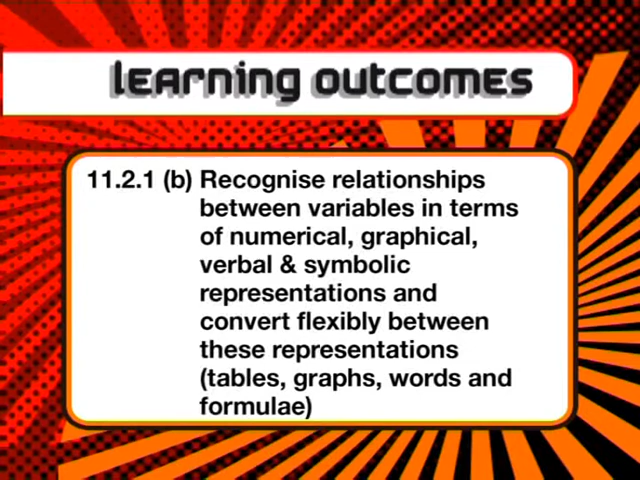 learning outcomes
11.2.1 (b) Recognise relationships
between variables in terms
of numerical, graphical,
verbal & symbolic
representations and
convert flexibly between
these representations
(tables, graphs, words and
formulae)